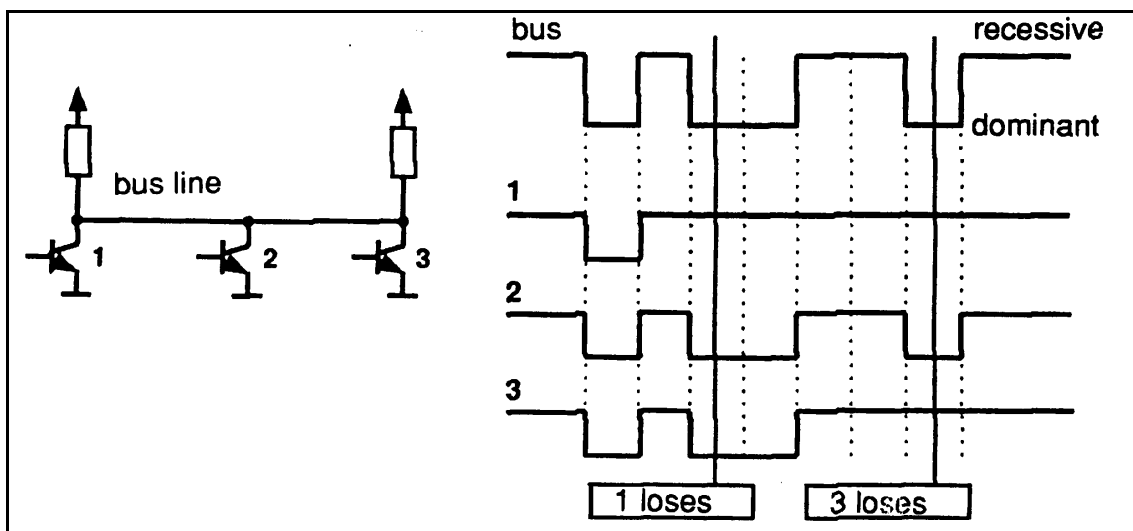 bus
recessive
dominant
bus line
1
2
3
1
2
3
1 loses
3 loses